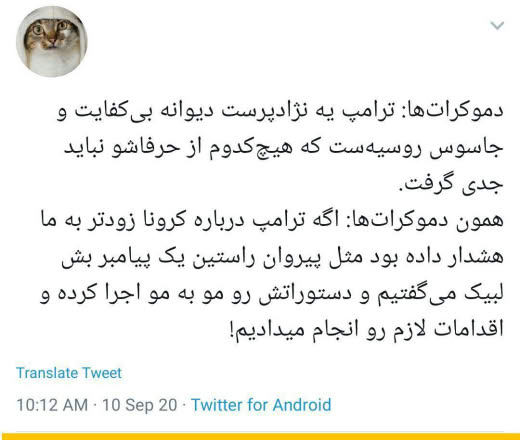 دموکرات‌ها: ترامپ یه نژادپرست دیوانه بی‌کفایت و
جاسوس روسیه‌ست که هیچ‌کدوم از حرفاشو نباید
جدی گرفت.
همون دموکرات‌ها: اگه ترامپ درباره کرونا زودتر به ما
هشدار داده بود مثل پیروان راستین یک پیامبر بش
لبیک می‌گفتیم و دستوراتش رو مو به مو اجرا کرده و
اقدامات لازم رو انجام میدادیم!
Translate Tweet
10:12 AM · 10 Sep 20 · Twitter for Android